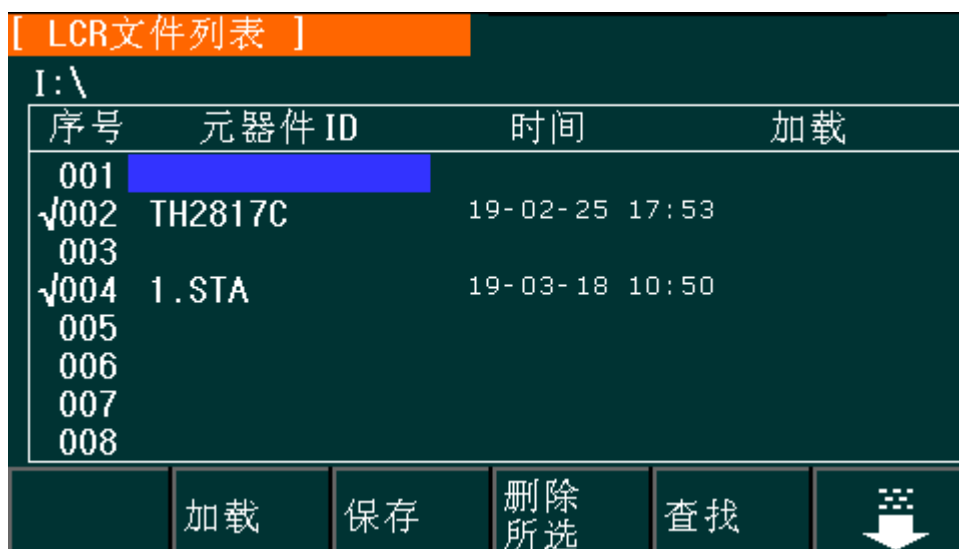 [ LCR文件列表 ]
I:\
序号 元器件ID 时间 加载
001
√002 TH2817C 19-02-25 17:53
003
√004 1.STA 19-03-18 10:50
005
006
007
008
加载 保存 删除所选 查找